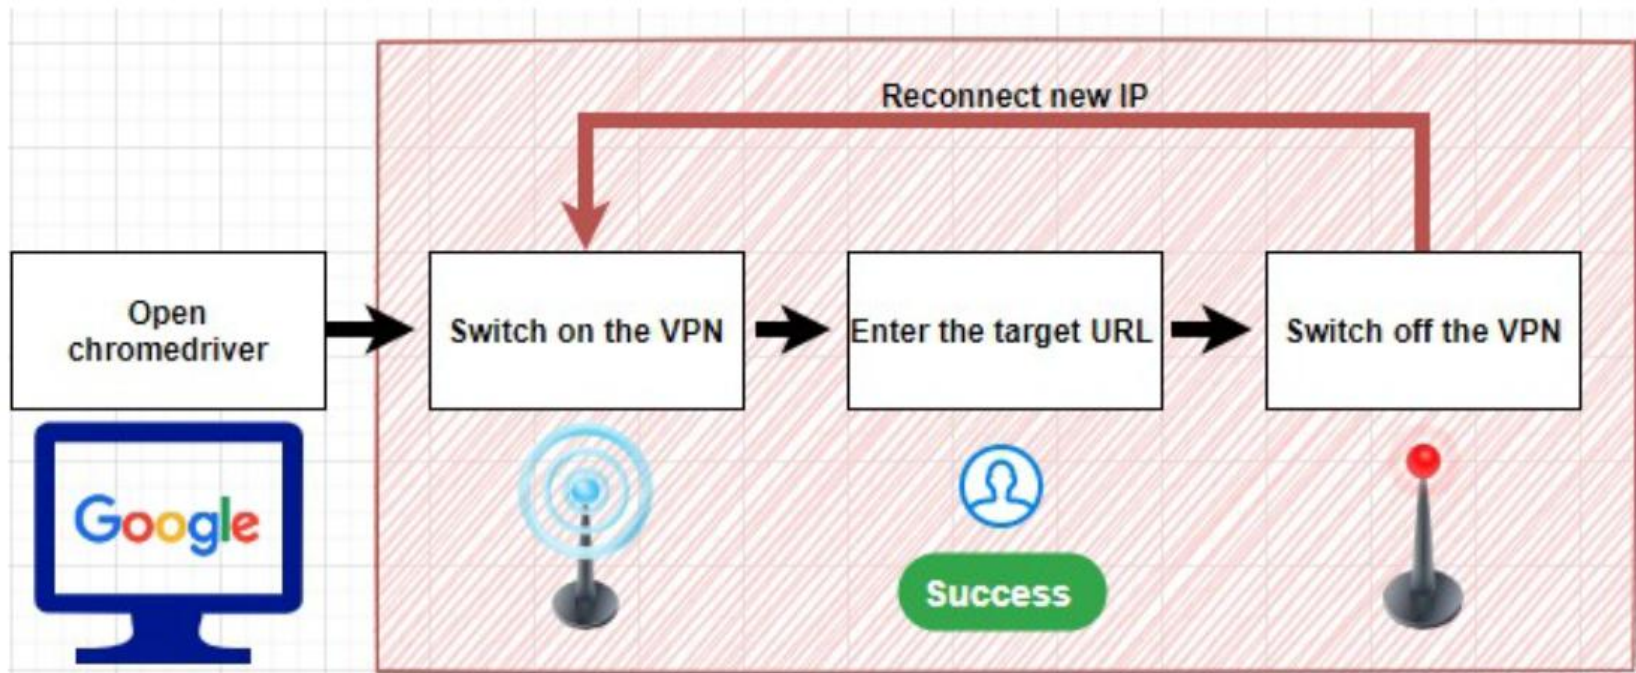 Reconnect new IP
Open
chromedriver
Switch on the VPN
Enter the target URL
Switch off the VPN
Google
Success